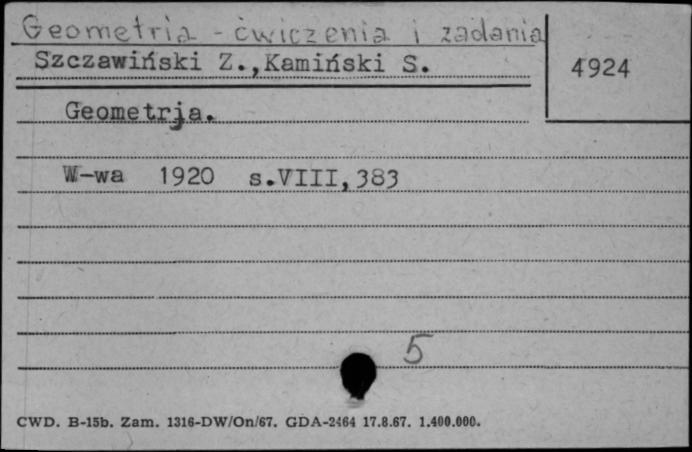 Geometria - ćwiczenia i zadania
Szczawiński Z., Kamiński S.
4924
Geometrja.
W-wa 1920 s.VIII,383
5
CWD. B-15b. Zam. 1316-DW/On/67. GDA-2464 17.8.67. 1.400.000.